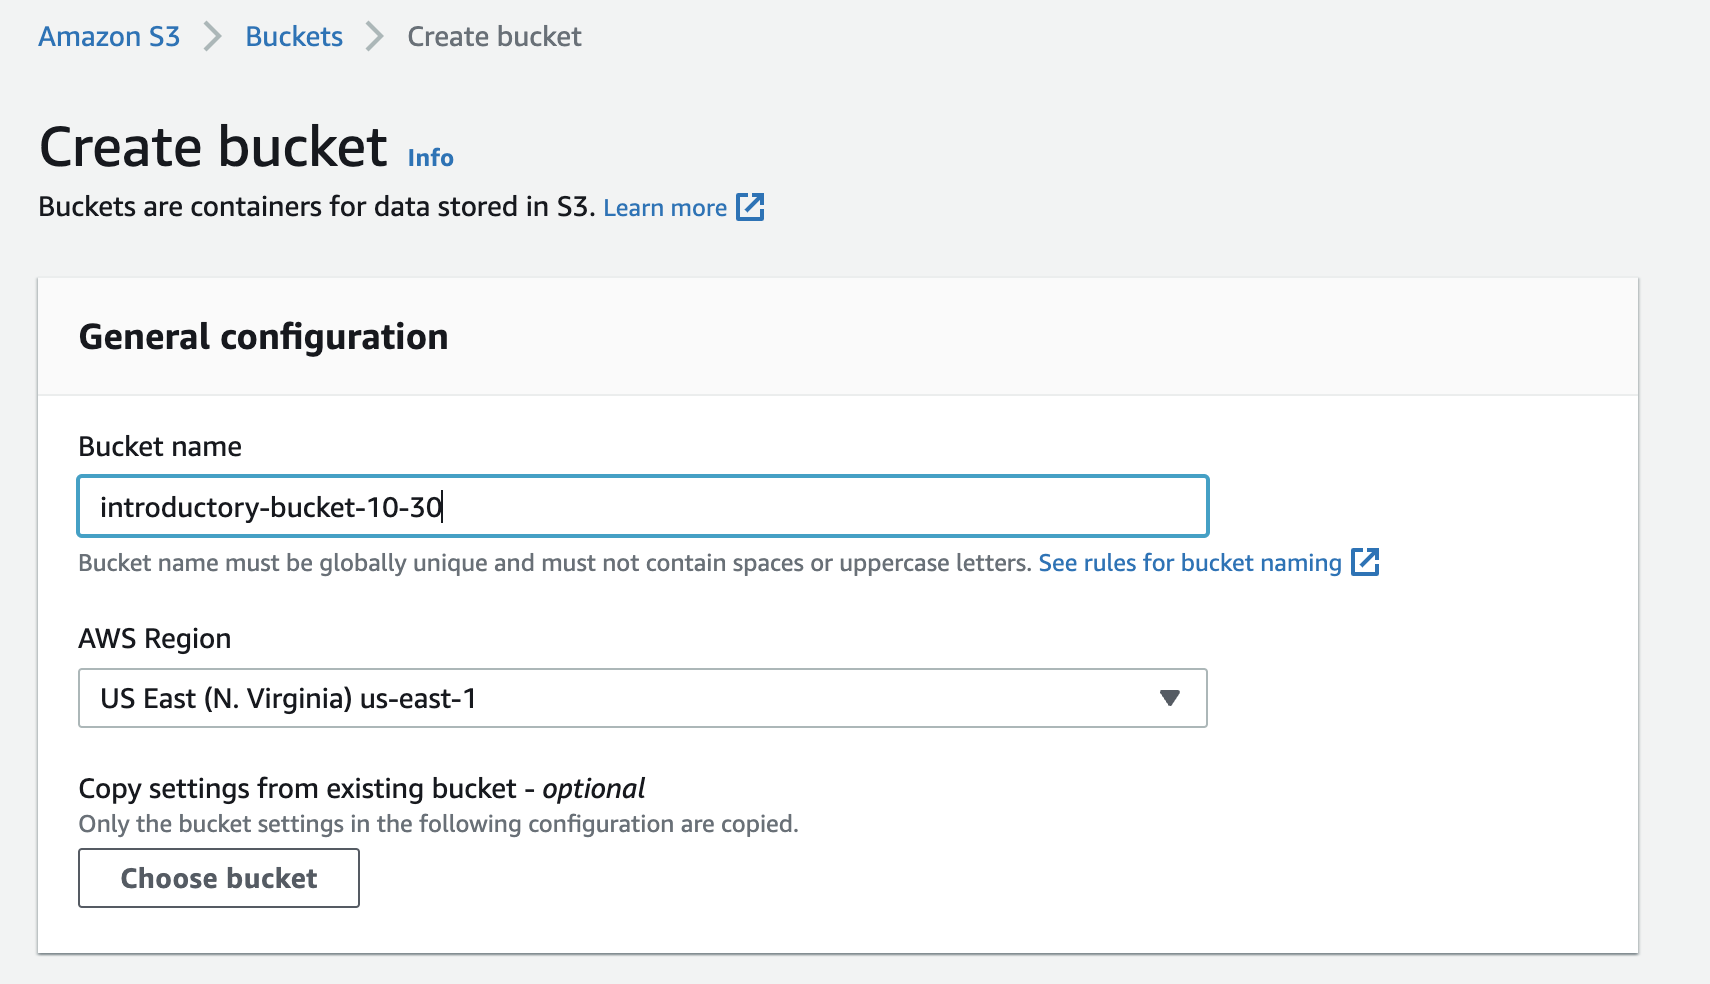 Amazon S3 > Buckets > Create bucket
Create bucket Info
Buckets are containers for data stored in S3. Learn more
General configuration
Bucket name
introductory-bucket-10-30
Bucket name must be globally unique and must not contain spaces or uppercase letters. See rules for bucket naming
AWS Region
US East (N. Virginia) us-east-1
Copy settings from existing bucket - optional
Only the bucket settings in the following configuration are copied.
Choose bucket